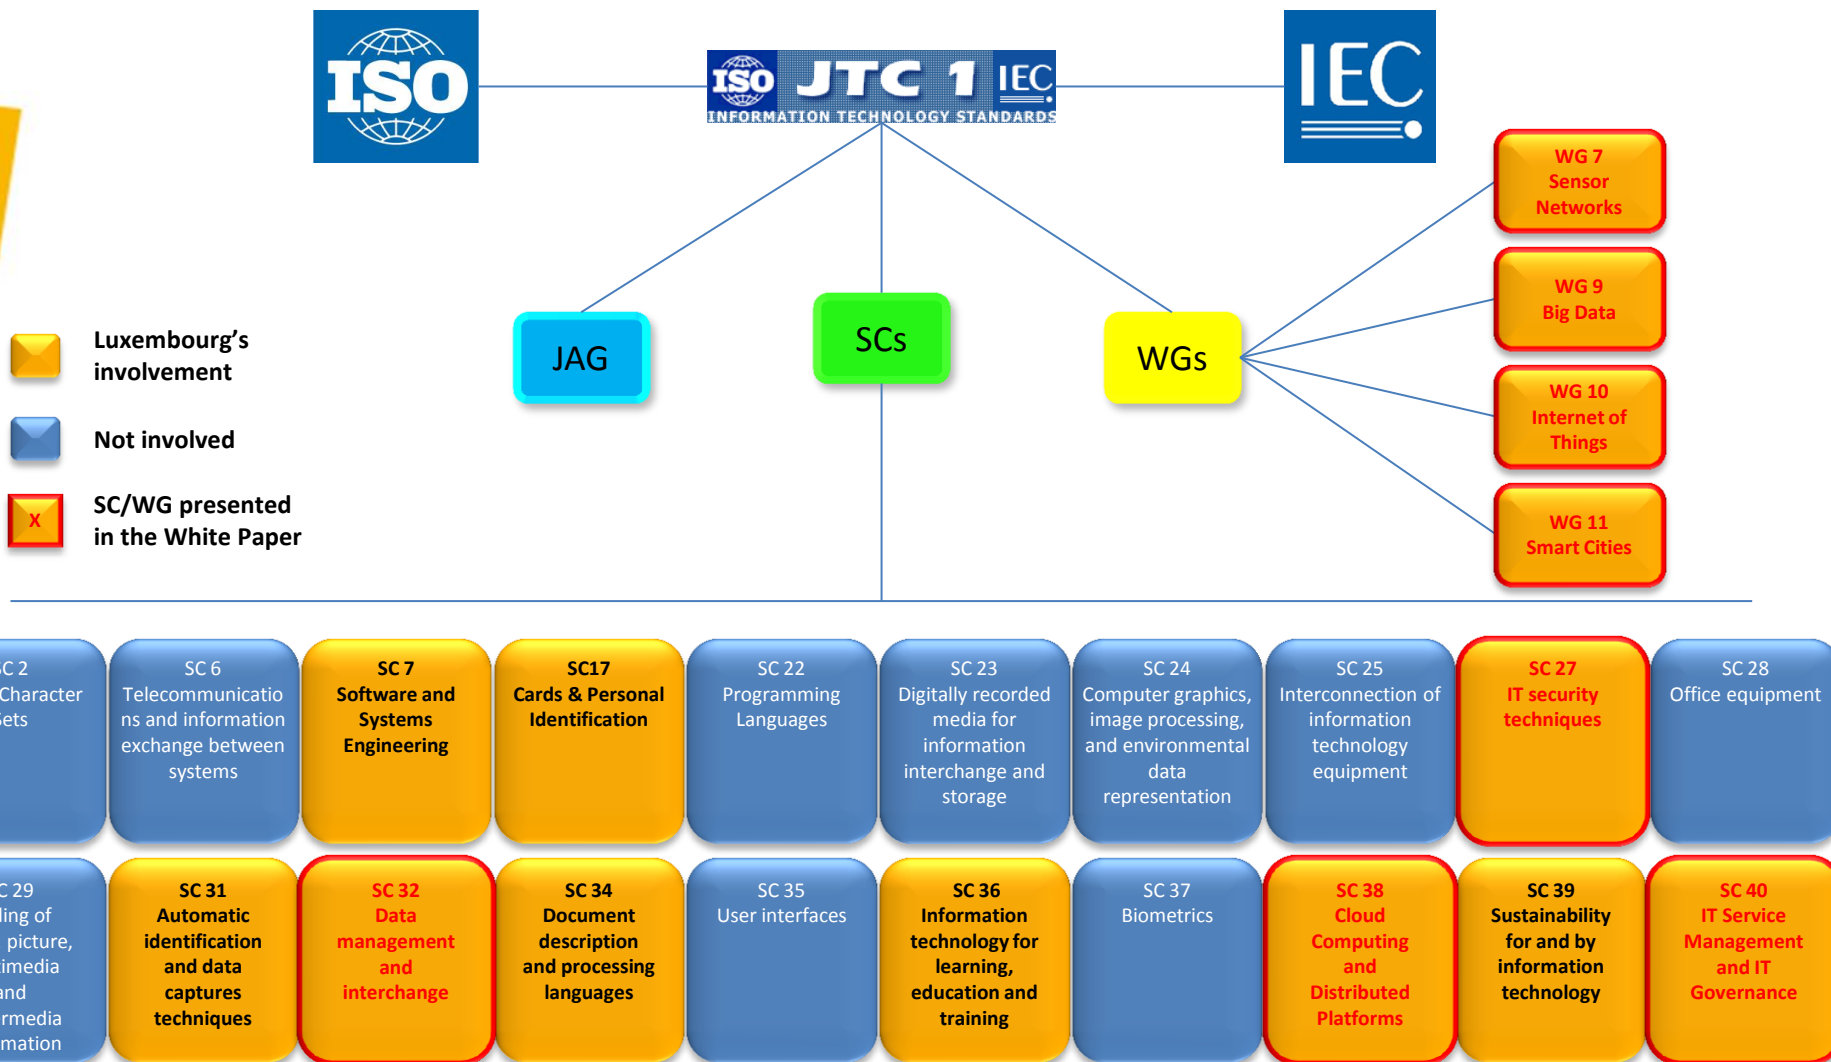 ISO
ISO JTC 1 IEC
INFORMATION TECHNOLOGY STANDARDS
IEC
WG 7
Sensor
Networks
WG 9
Big Data
WG 10
Internet of
Things
WG 11
Smart Cities
JAG
SCs
WGs
Luxembourg's
involvement
Not involved
X
SC/WG presented
in the White Paper
SC 2
Character
Sets
SC 6
Telecommunicatio
ns and information
exchange between
systems
SC 7
Software and
Systems
Engineering
SC17
Cards & Personal
Identification
SC 22
Programming
Languages
SC 23
Digitally recorded
media for
information
interchange and
storage
SC 24
Computer graphics,
image processing,
and environmental
data
representation
SC 25
Interconnection of
information
technology
equipment
SC 27
IT security
techniques
SC 28
Office equipment
29
of
picture,
and
SC 31
Automatic
identification
and data
captures
techniques
SC 32
Data
management
and
interchange
SC 34
Document
description
and processing
languages
SC 35
User interfaces
SC 36
Information
technology for
learning,
education and
training
SC 37
Biometrics
SC 38
Cloud
Computing
and
Distributed
Platforms
SC 39
Sustainability
for and by
information
technology
SC 40
IT Service
Management
and IT
Governance